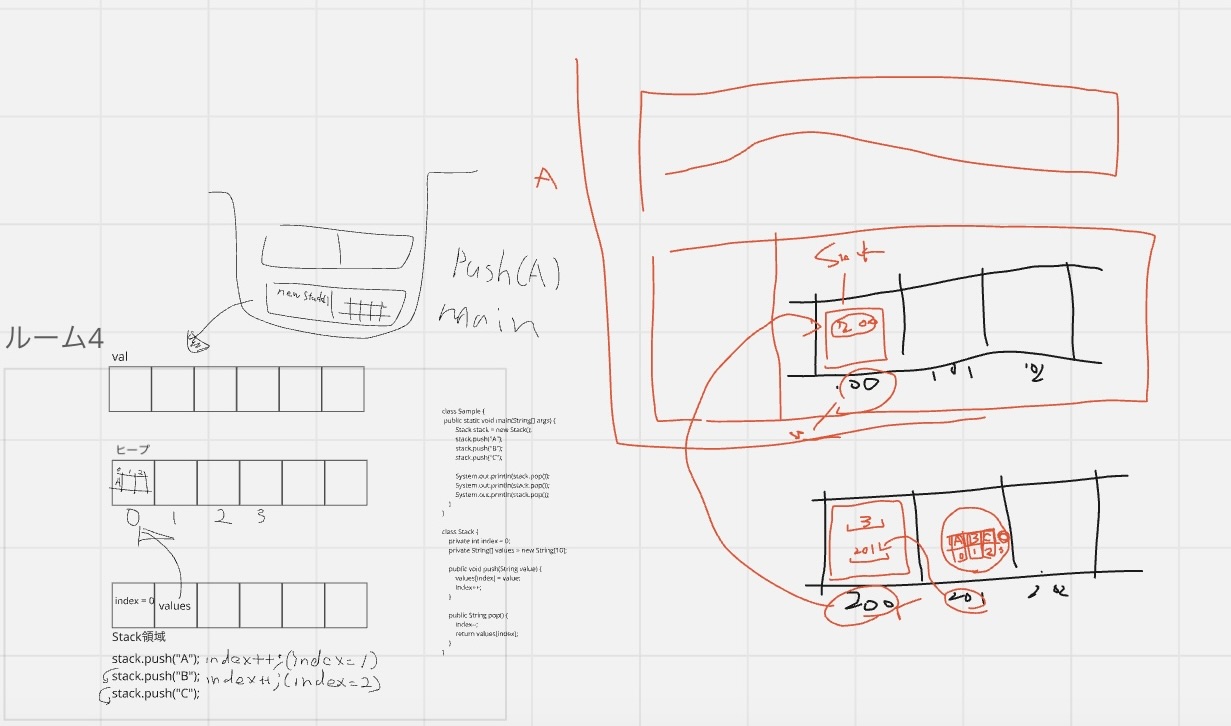 ルーム4
Push(A)
main
new Stack()
val
ヒープ
0 1 2
A
0 1 2 3
index = 0
values
Stack領域
stack.push("A"); index++;(index=1)
stack.push("B"); index++;(index=2)
stack.push("C");
class Sample {
public static void main(String[] args) {
Stack stack = new Stack();
stack.push("A");
stack.push("B");
stack.push("C");
System.out.println(stack.pop());
System.out.println(stack.pop());
System.out.println(stack.pop());
}
}
class Stack {
private int index = 0;
private String[] values = new String[10];
public void push(String value) {
values[index] = value;
index++;
}
public String pop() {
index--;
return values[index];
}
}
A
200
100
101
102
3
201
A B C
0 1 2 3
200
201
202